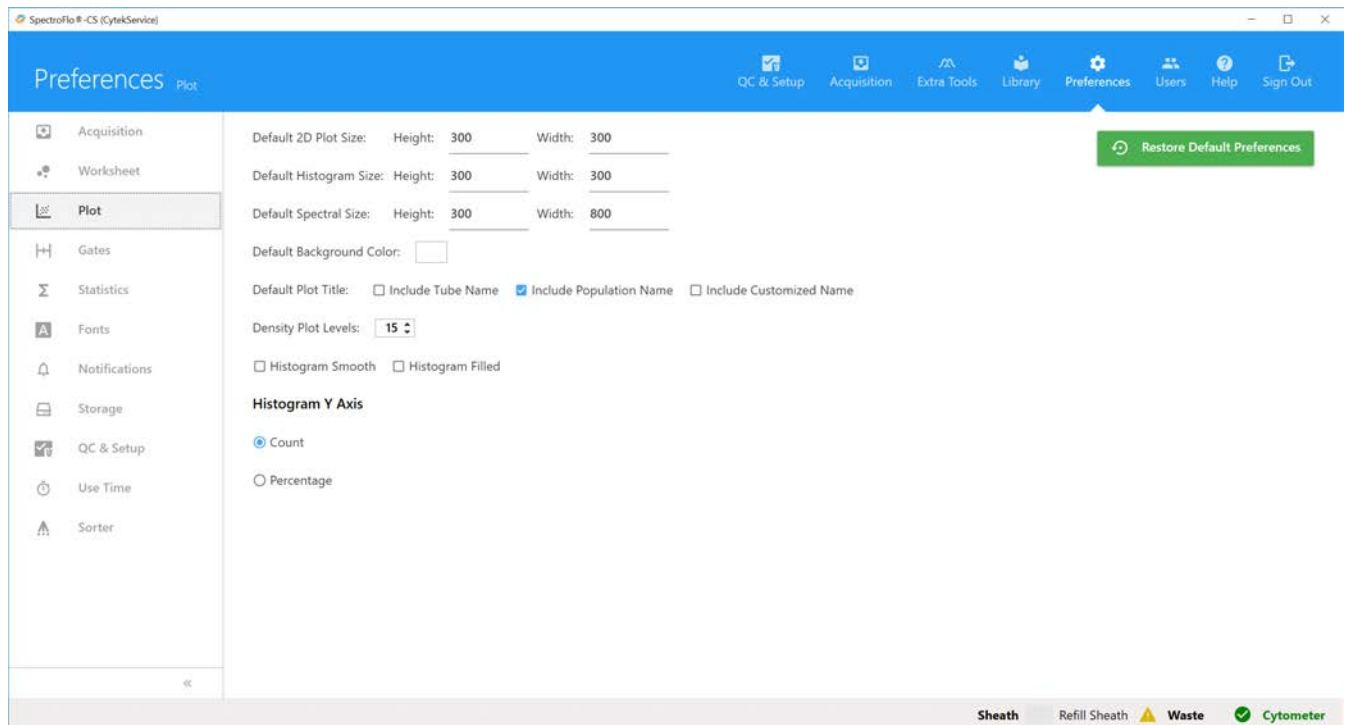 SpectroFlo®-CS (CytekService)
Preferences Plot
QC & Setup Acquisition Extra Tools Library Preferences Users Help Sign Out
Restore Default Preferences
Acquisition
Worksheet
Plot
Gates
Statistics
Fonts
Notifications
Storage
QC & Setup
Use Time
Sorter
Default 2D Plot Size: Height: 300 Width: 300
Default Histogram Size: Height: 300 Width: 300
Default Spectral Size: Height: 300 Width: 800
Default Background Color:
Default Plot Title: Include Tube Name Include Population Name Include Customized Name
Density Plot Levels: 15
Histogram Smooth Histogram Filled
Histogram Y Axis
Count
Percentage
Sheath Refill Sheath Waste Cytometer